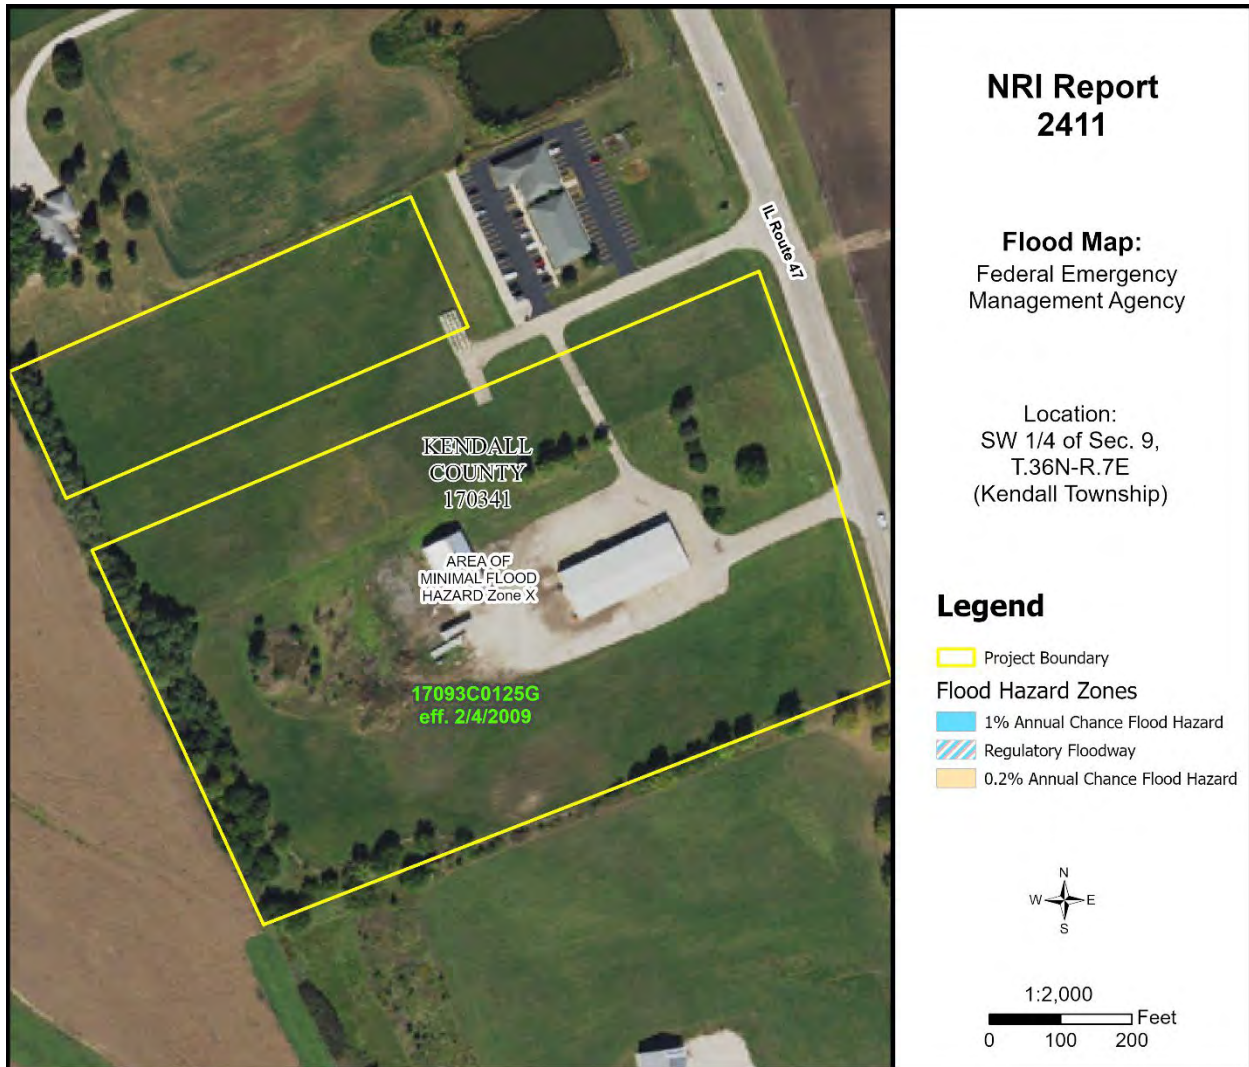 NRI Report
2411
Flood Map:
Federal Emergency
Management Agency
Location:
SW 1/4 of Sec. 9,
T.36N-R.7E
(Kendall Township)
Legend
Project Boundary
Flood Hazard Zones
1% Annual Chance Flood Hazard
Regulatory Floodway
0.2% Annual Chance Flood Hazard
N
W E
S
1:2,000
Feet
0 100 200
IL Route 47
KENDALL
COUNTY
170341
AREA OF
MINIMAL FLOOD
HAZARD Zone X
17093C0125G
eff. 2/4/2009